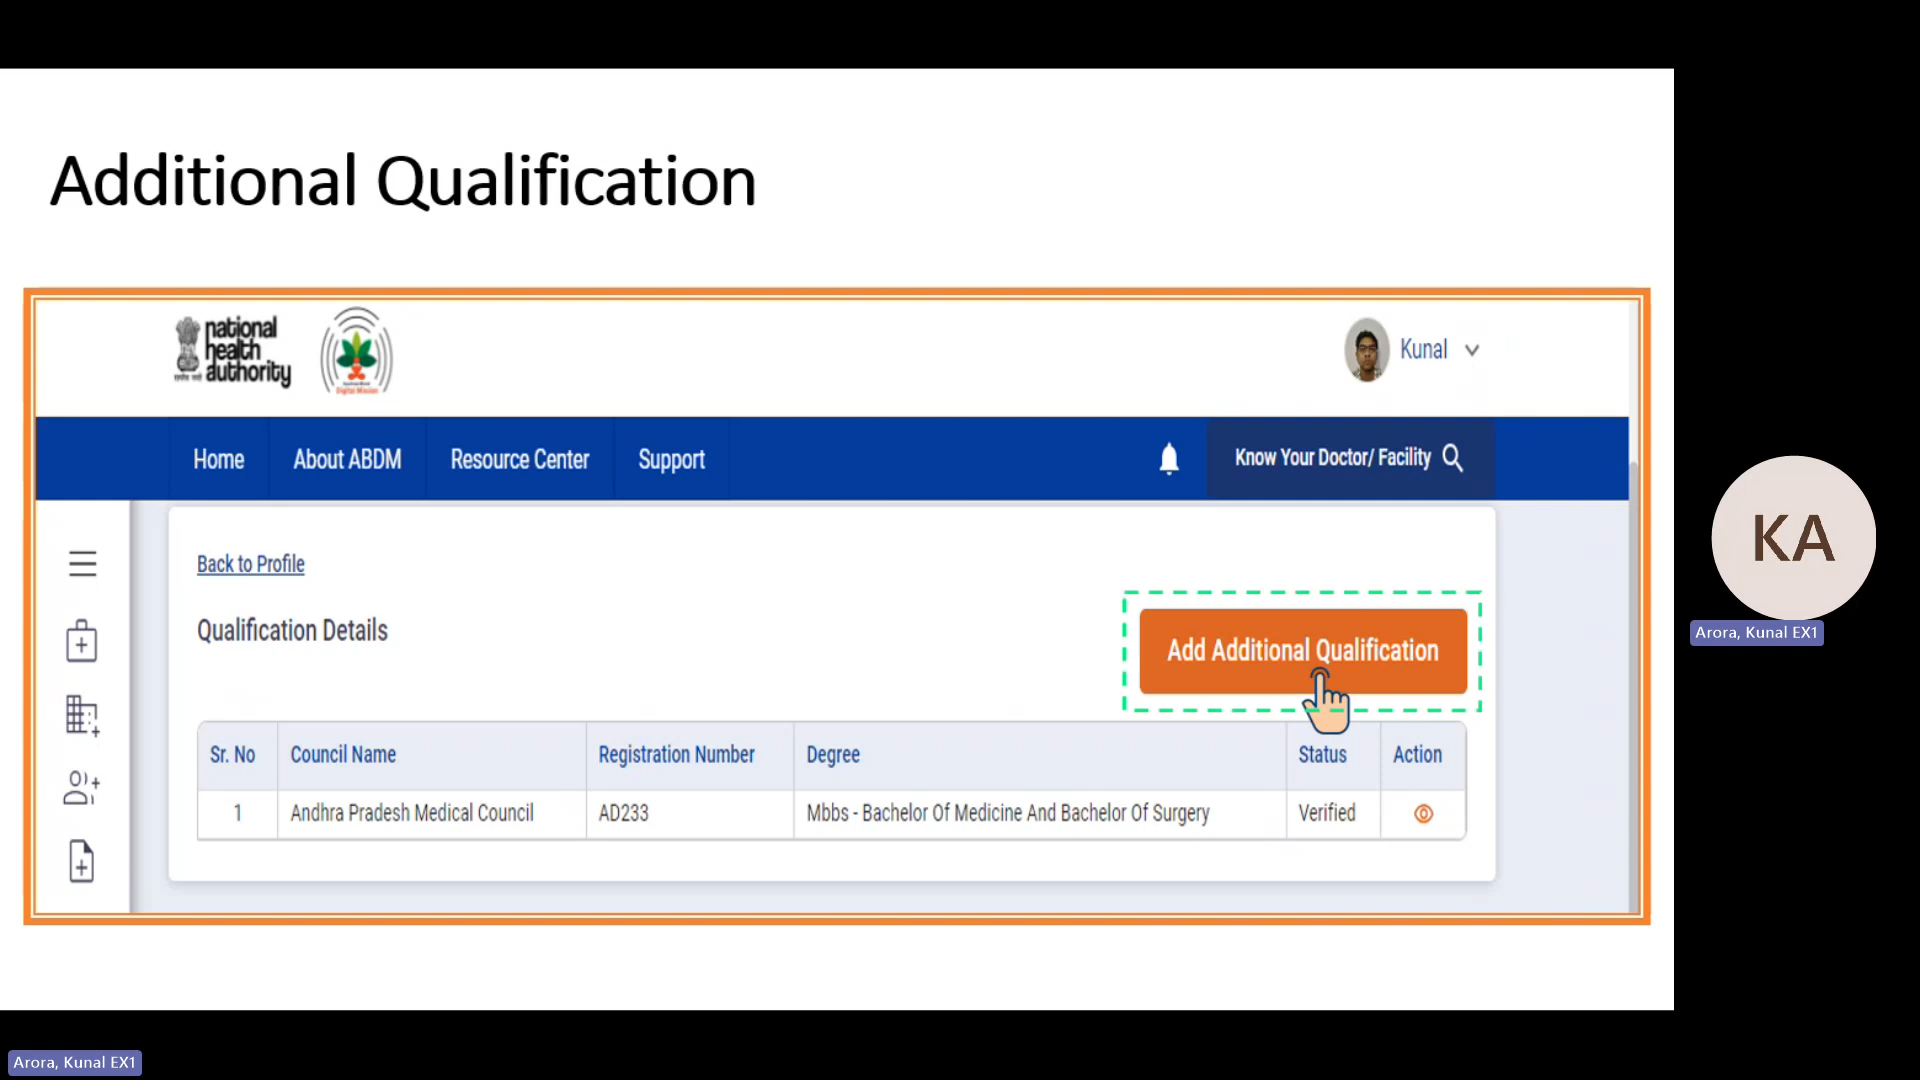 Additional Qualification
national
health
authority
Digital Mission
Kunal
Home About ABDM Resource Center Support Know Your Doctor/ Facility
Back to Profile
Qualification Details
Add Additional Qualification
Sr. No Council Name Registration Number Degree Status Action
1 Andhra Pradesh Medical Council AD233 Mbbs - Bachelor Of Medicine And Bachelor Of Surgery Verified
KA
Arora, Kunal EX1
Arora, Kunal EX1